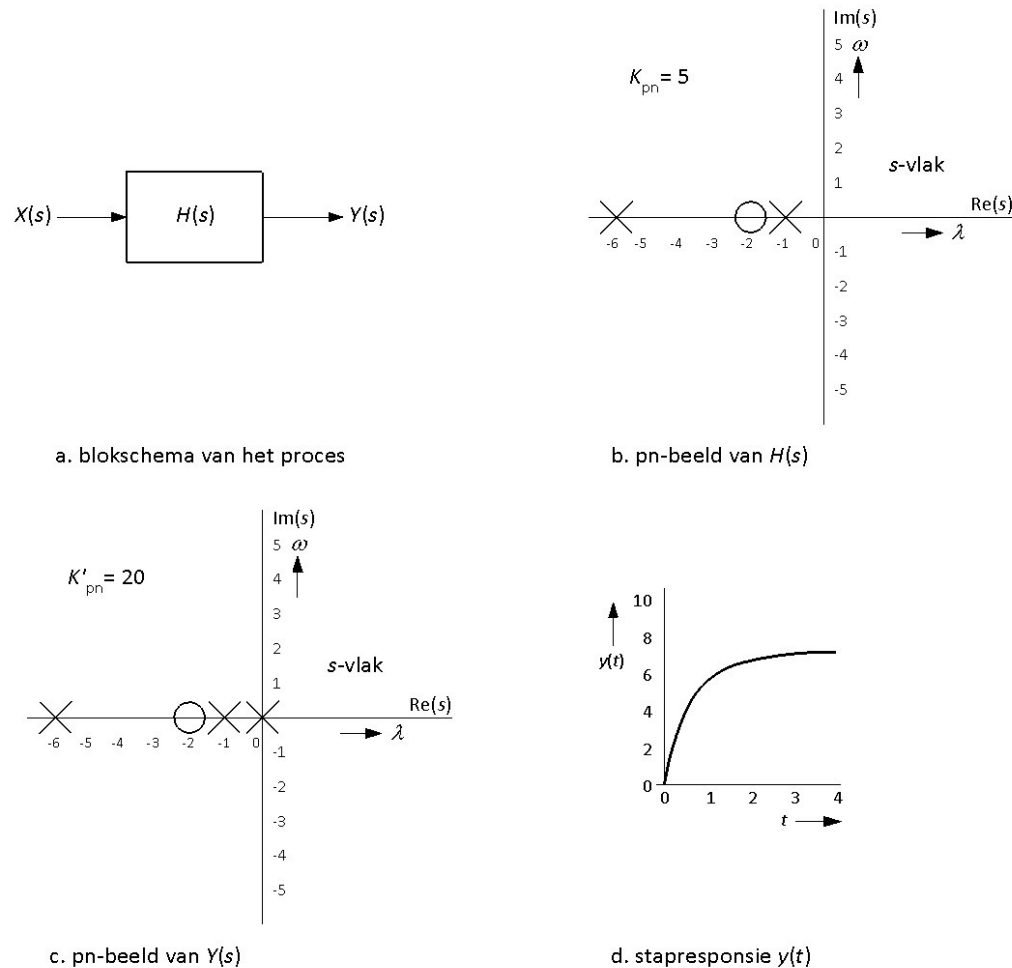 X(s)
H(s)
Y(s)
a. blokschema van het proces
Kpn= 5
Im(s)
5 ω
4
3
2
1
s-vlak
Re(s)
λ
-6 -5 -4 -3 -2 -1 0
-1
-2
-3
-4
-5
b. pn-beeld van H(s)
K'pn= 20
Im(s)
5 ω
4
3
2
1
s-vlak
Re(s)
λ
-6 -5 -4 -3 -2 -1 0
-1
-2
-3
-4
-5
c. pn-beeld van Y(s)
10
8
y(t)
6
4
2
0
0 1 2 3 4
t
d. stapresponsie y(t)